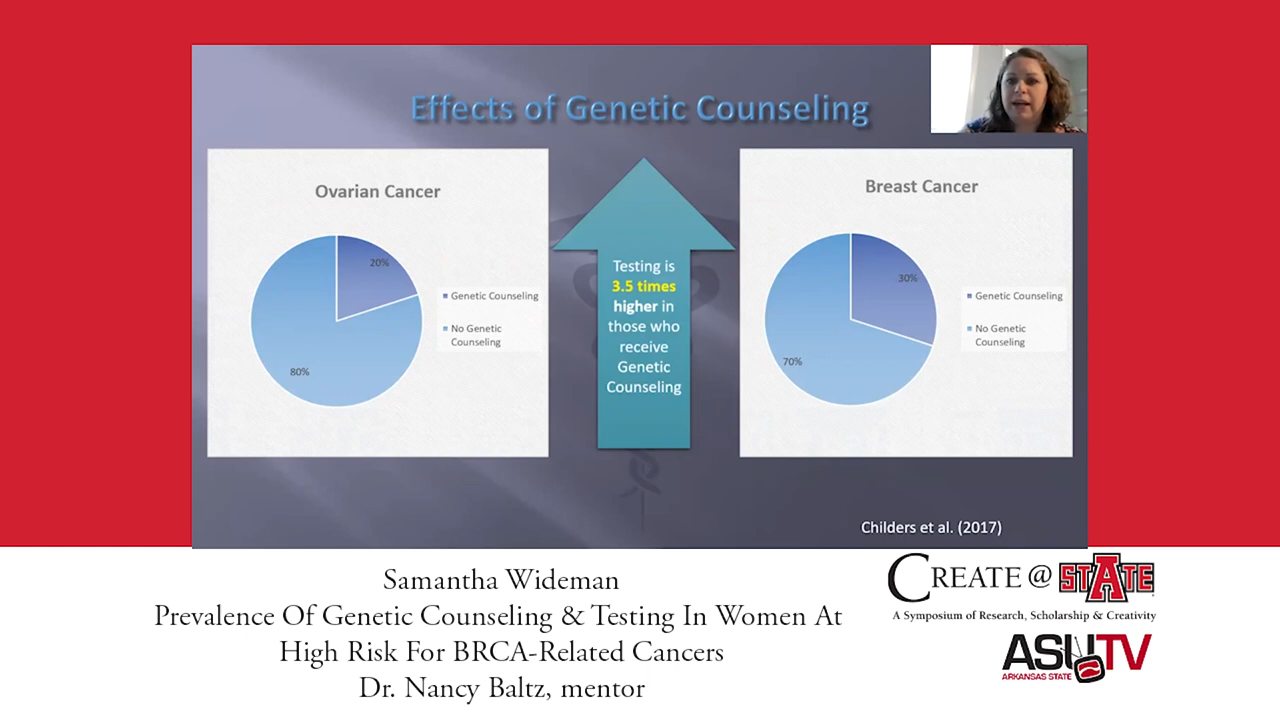 Effects of Genetic Counseling
Ovarian Cancer
20%
80%
Genetic Counseling
No Genetic
Counseling
Testing is
3.5 times
higher in
those who
receive
Genetic
Counseling
Breast Cancer
30%
70%
Genetic Counseling
No Genetic
Counseling
Childers et al. (2017)
Samantha Wideman
Prevalence Of Genetic Counseling & Testing In Women At
High Risk For BRCA-Related Cancers
Dr. Nancy Baltz, mentor
CREATE @ STATE
A Symposium of Research, Scholarship & Creativity
ASUTV
ARKANSAS STATE